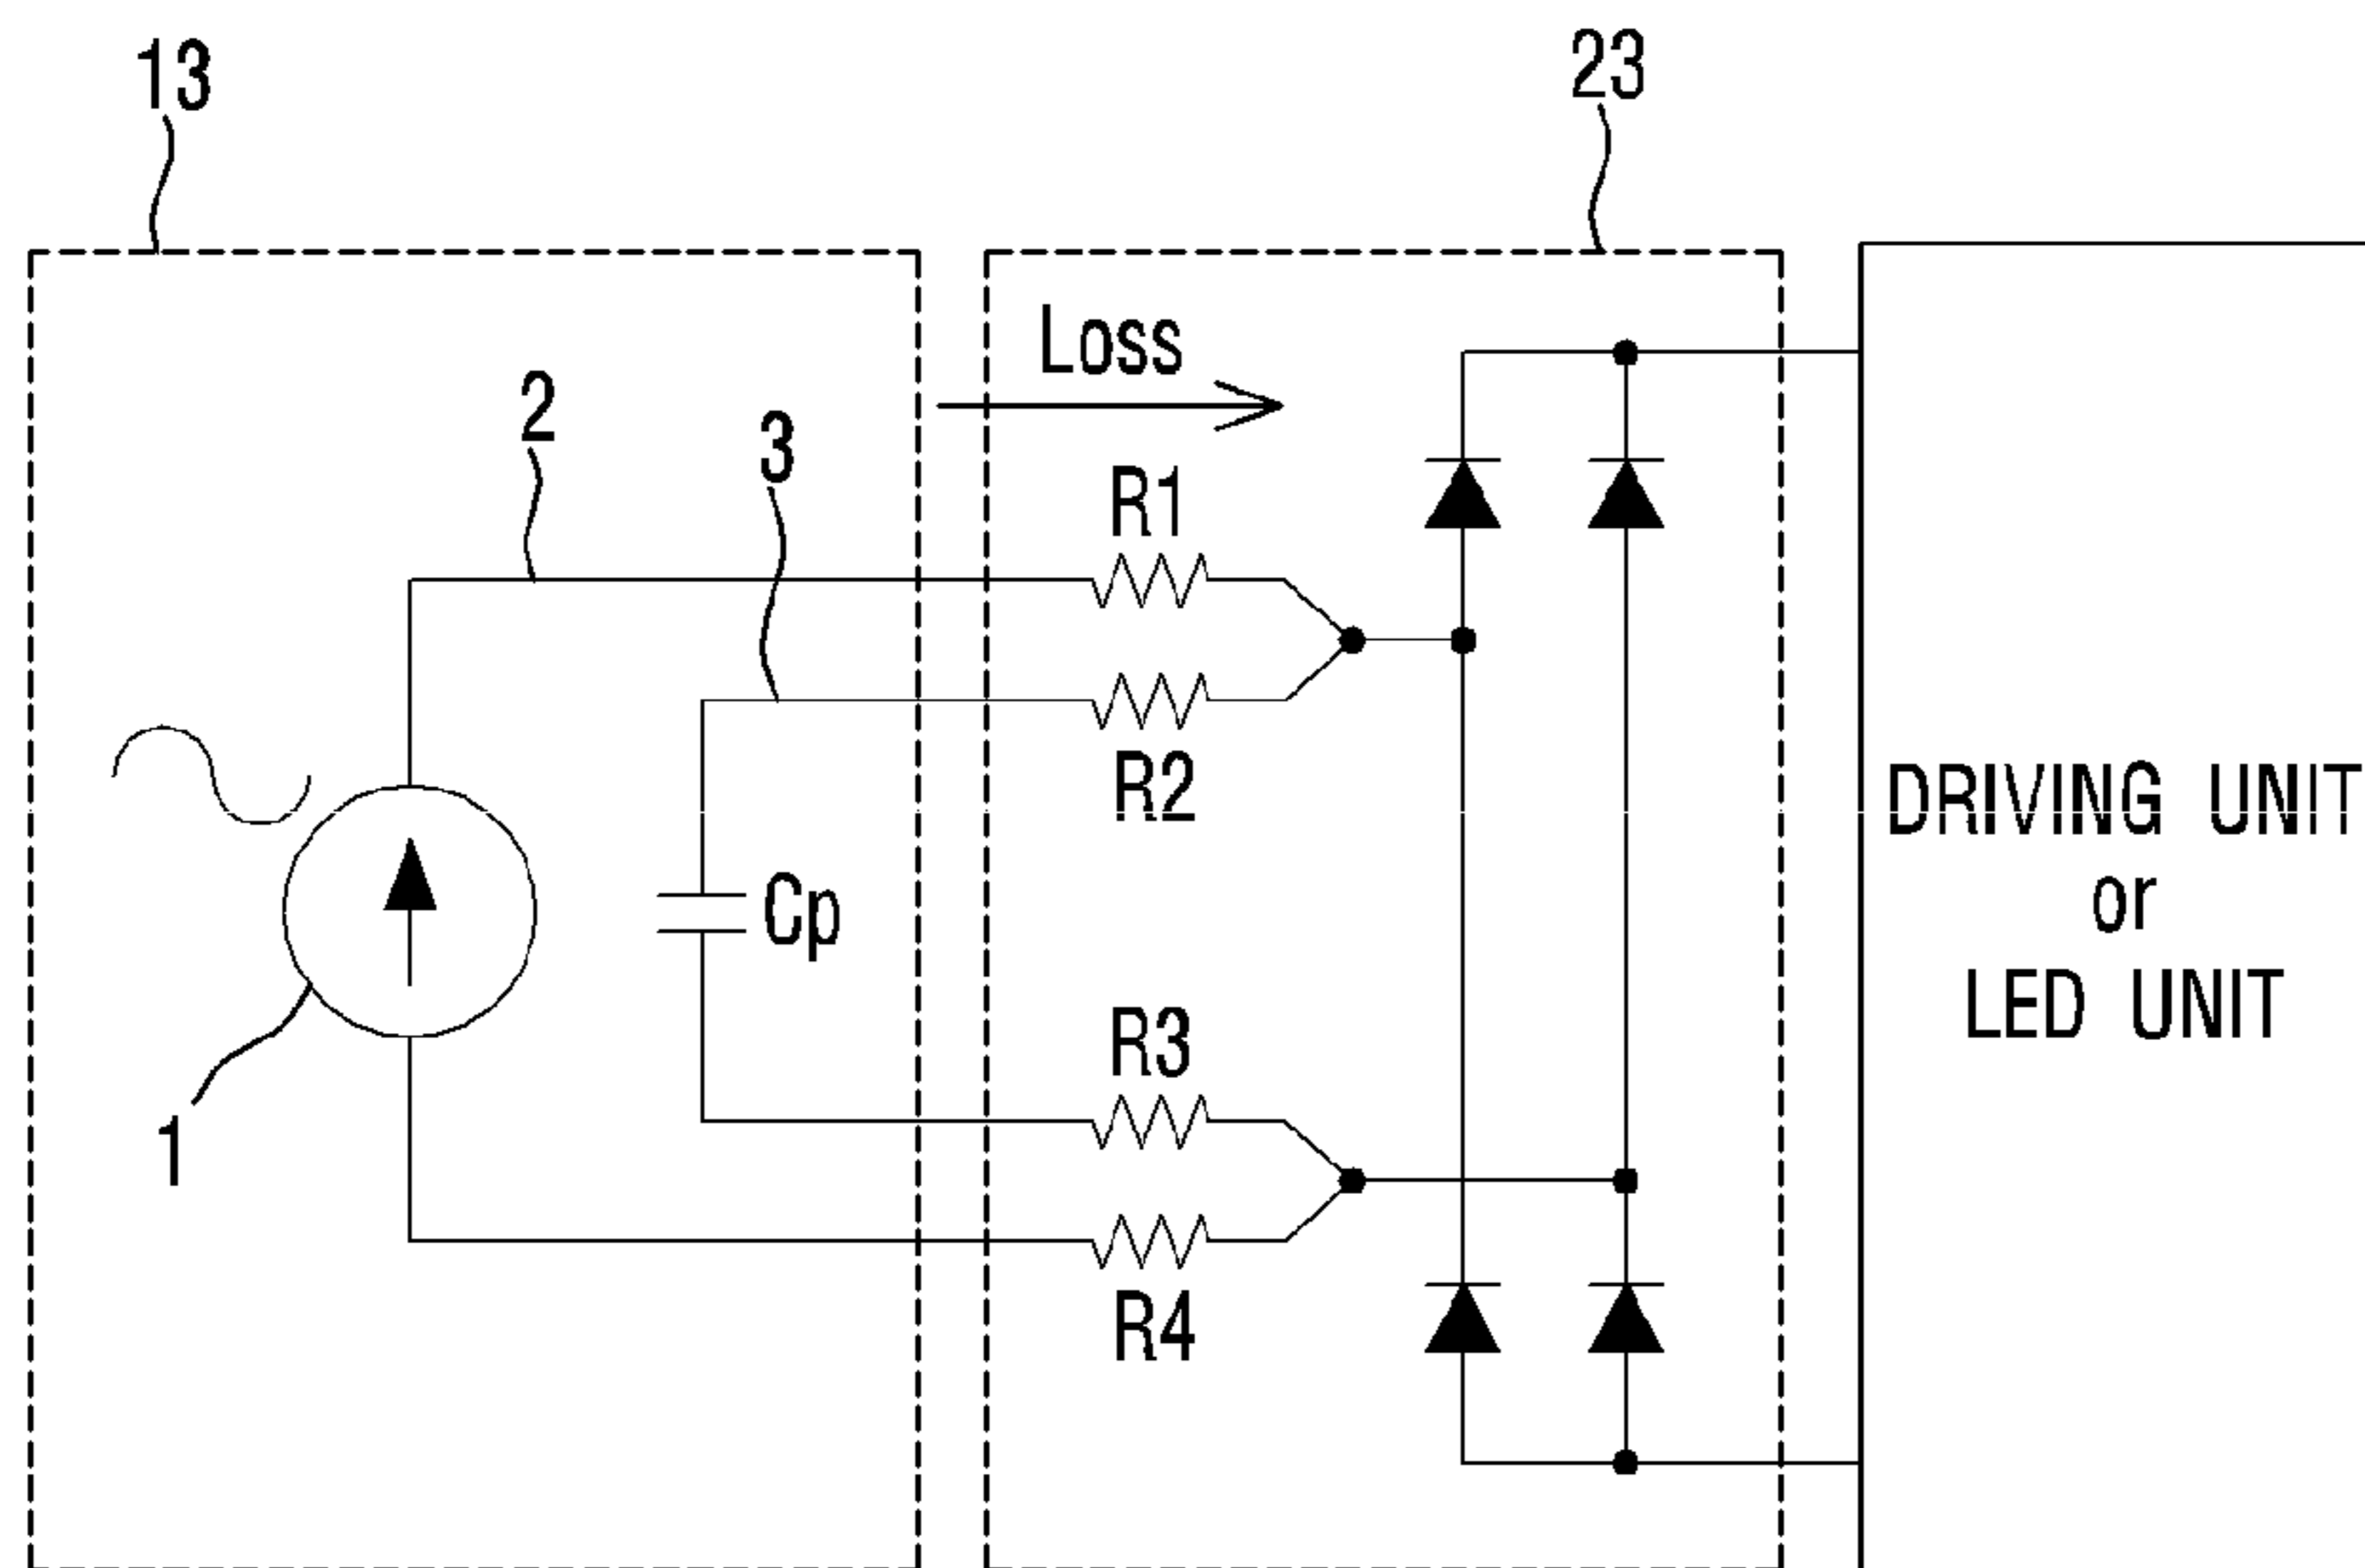 13
23
Loss
2
3
R1
R2
Cp
R3
R4
1
DRIVING UNIT
or
LED UNIT